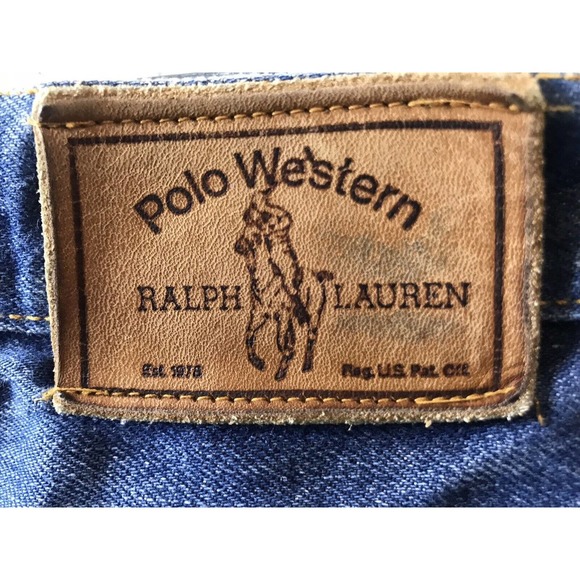 Polo Western
RALPH LAUREN
Est. 1978 Reg. U.S. Pat. Off.